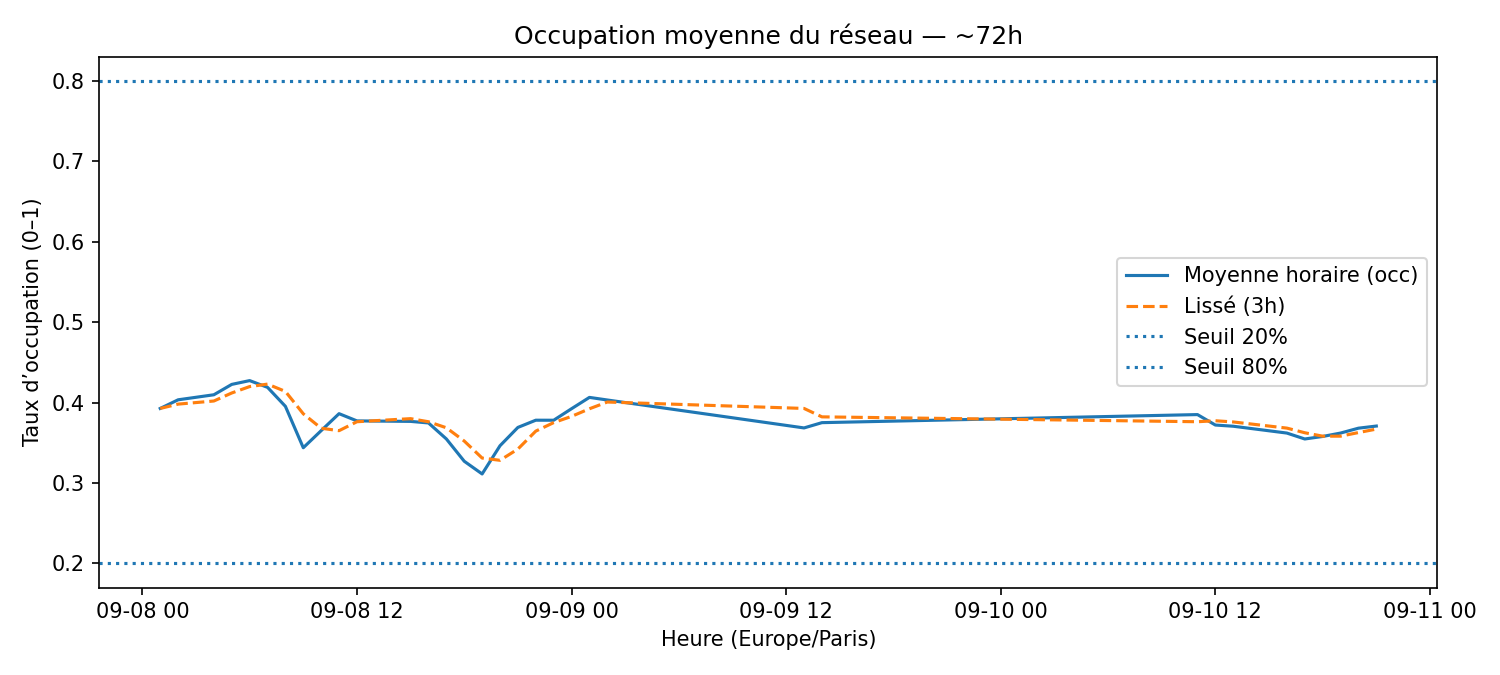 Occupation moyenne du réseau — ~72h
Taux d’occupation (0–1)
0.8
0.7
0.6
0.5
0.4
0.3
0.2
Moyenne horaire (occ)
Lissé (3h)
Seuil 20%
Seuil 80%
09-08 00
09-08 12
09-09 00
09-09 12
09-10 00
09-10 12
09-11 00
Heure (Europe/Paris)